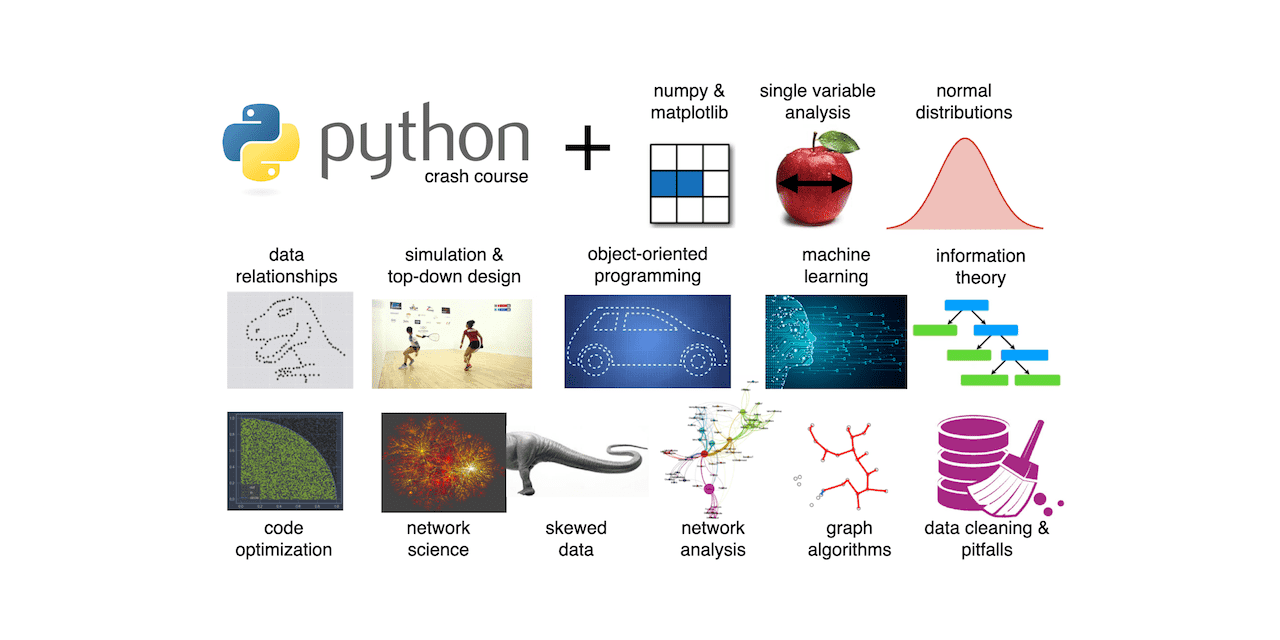 python
crash course
+
numpy &
matplotlib
single variable
analysis
normal
distributions
data
relationships
simulation &
top-down design
object-oriented
programming
machine
learning
information
theory
code
optimization
network
science
skewed
data
network
analysis
graph
algorithms
data cleaning &
pitfalls